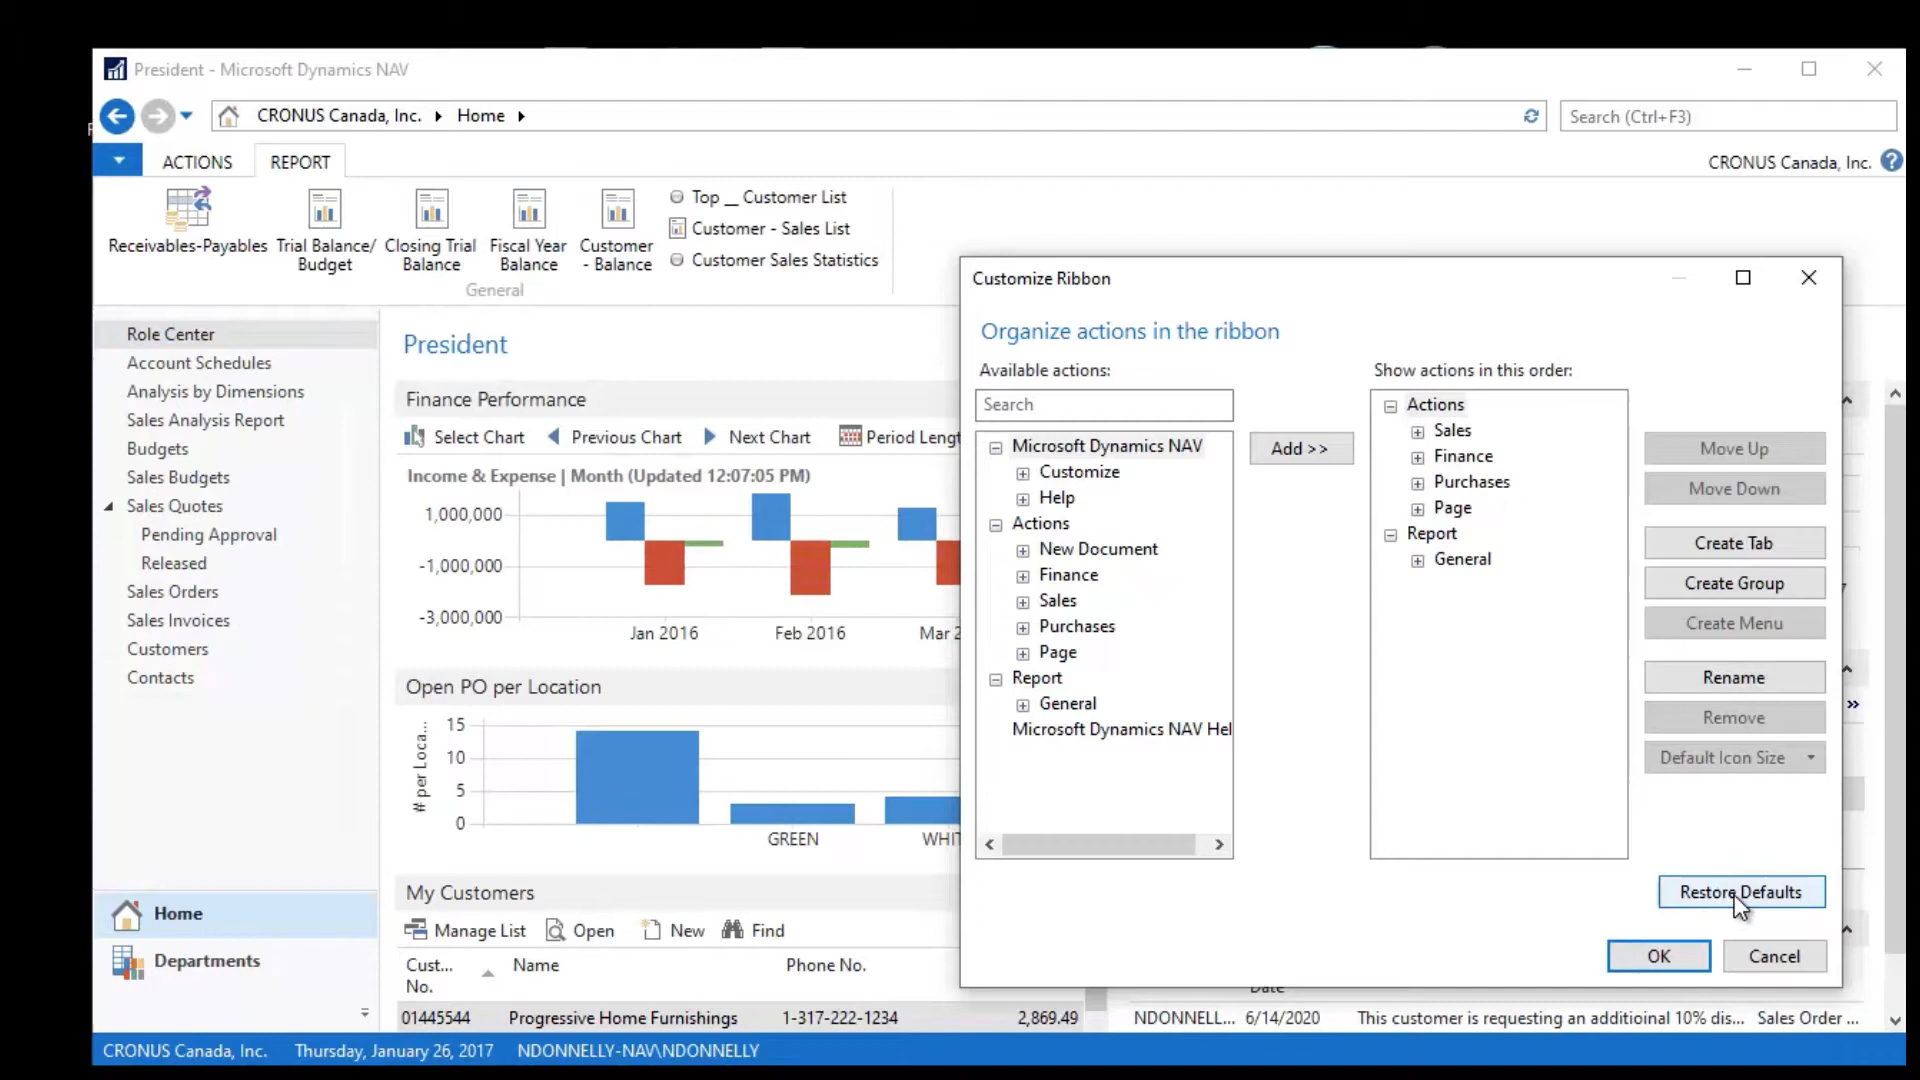 President - Microsoft Dynamics NAV
CRONUS Canada, Inc. Home
Search (Ctrl+F3)
ACTIONS REPORT
CRONUS Canada, Inc.
Receivables-Payables
Trial Balance/
Budget
Closing Trial
Balance
Fiscal Year
Balance
Customer
- Balance
Top __ Customer List
Customer - Sales List
Customer Sales Statistics
General
Role Center
Account Schedules
Analysis by Dimensions
Sales Analysis Report
Budgets
Sales Budgets
Sales Quotes
Pending Approval
Released
Sales Orders
Sales Invoices
Customers
Contacts
Home
Departments
President
Finance Performance
Select Chart Previous Chart Next Chart Period Lengt
Income & Expense | Month (Updated 12:07:05 PM)
1,000,000
-1,000,000
-3,000,000
Jan 2016 Feb 2016 Mar 2
Open PO per Location
# per Loca...
15
10
5
0
GREEN WHIT
My Customers
Manage List Open New Find
Cust...
No.
Name
Phone No.
01445544 Progressive Home Furnishings 1-317-222-1234 2,869.49
Date
NDONNELL... 6/14/2020 This customer is requesting an additioinal 10% dis... Sales Order ...
Customize Ribbon
Organize actions in the ribbon
Available actions:
Search
Microsoft Dynamics NAV
Customize
Help
Actions
New Document
Finance
Sales
Purchases
Page
Report
General
Microsoft Dynamics NAV Hel
Add >>
Show actions in this order:
Actions
Sales
Finance
Purchases
Page
Report
General
Move Up
Move Down
Create Tab
Create Group
Create Menu
Rename
Remove
Default Icon Size
Restore Defaults
OK
Cancel
CRONUS Canada, Inc. Thursday, January 26, 2017 NDONNELLY-NAV\NDONNELLY